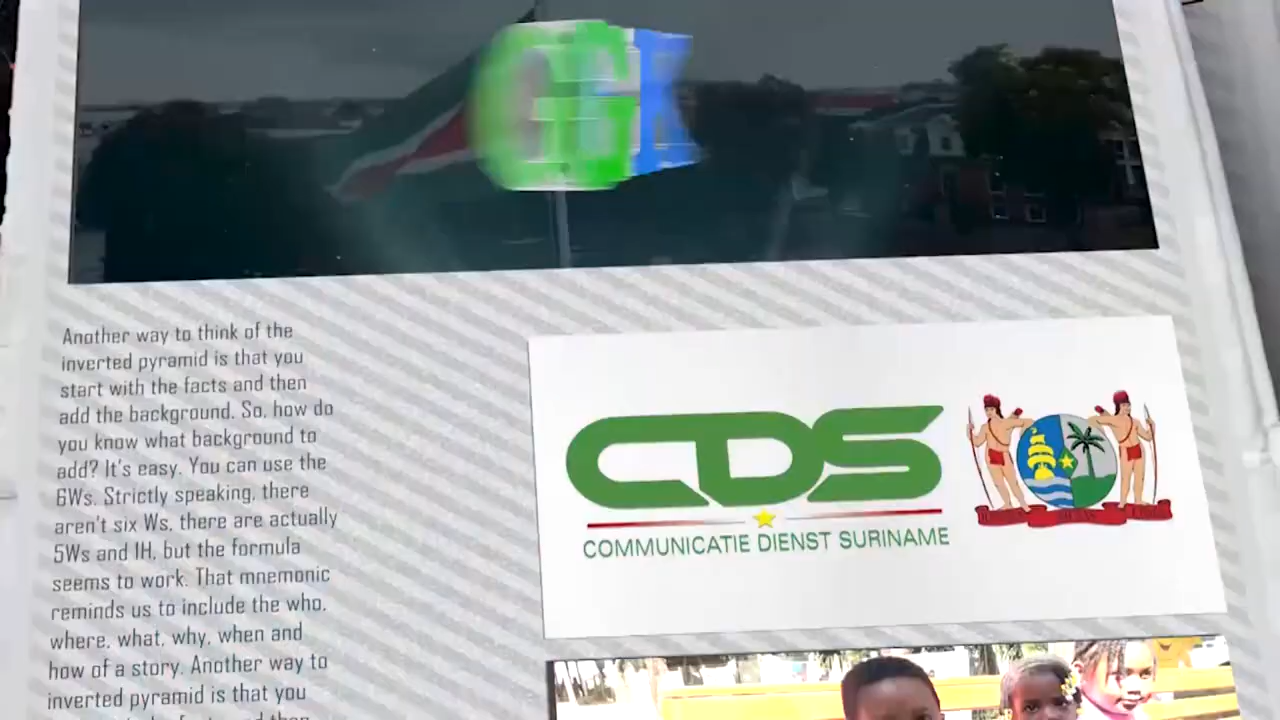 Another way to think of the
inverted pyramid is that you
start with the facts and then
add the background. So, how do
you know what background to
add? It's easy. You can use the
6Ws. Strictly speaking, there
aren't six Ws, there are actually
5Ws and 1H, but the formula
seems to work. That mnemonic
reminds us to include the who,
where, what, why, when and
how of a story. Another way to
inverted pyramid is that you
CDS
COMMUNICATIE DIENST SURINAME